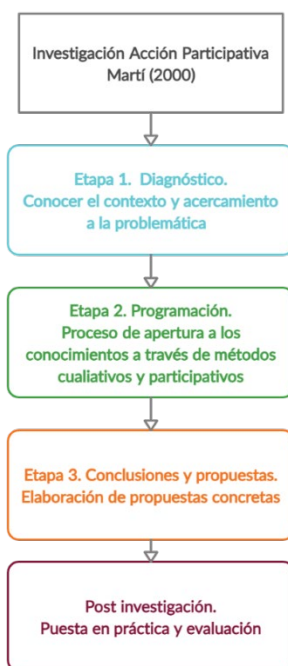 Investigación Acción Participativa
Martí (2000)
Etapa 1. Diagnóstico.
Conocer el contexto y acercamiento
a la problemática
Etapa 2. Programación.
Proceso de apertura a los
conocimientos a través de métodos
cualiativos y participativos
Etapa 3. Conclusiones y propuestas.
Elaboración de propuestas concretas
Post investigación.
Puesta en práctica y evaluación